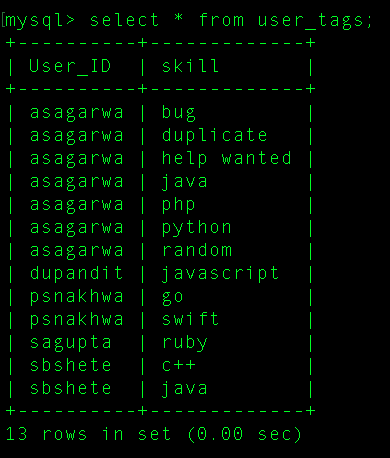 [mysql> select * from user_tags;
+----------+-------------+
| User_ID  | skill       |
+----------+-------------+
| asagarwa | bug         |
| asagarwa | duplicate   |
| asagarwa | help wanted |
| asagarwa | java        |
| asagarwa | php         |
| asagarwa | python      |
| asagarwa | random      |
| dupandit | javascript  |
| psnakhwa | go          |
| psnakhwa | swift       |
| sagupta  | ruby        |
| sbshete  | c++         |
| sbshete  | java        |
+----------+-------------+
13 rows in set (0.00 sec)